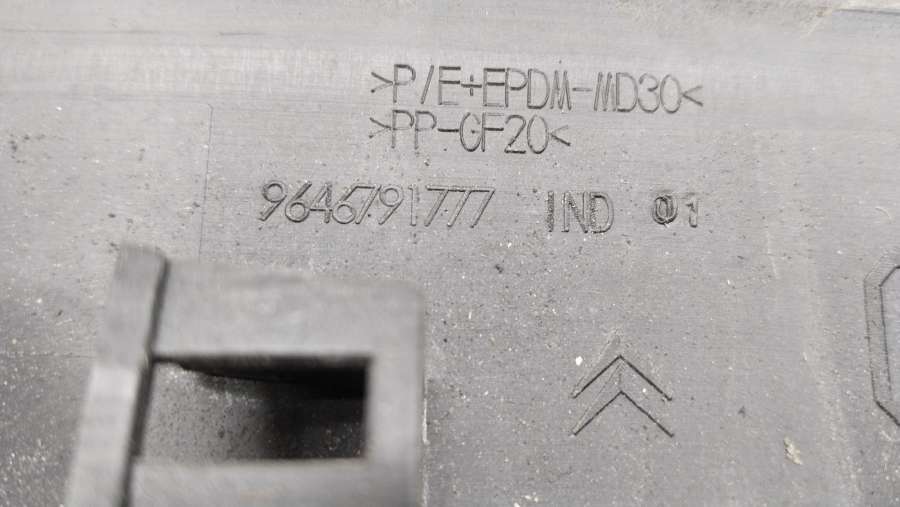 >P/E+EPDM-MD30<
>PP-GF20<
9646791777 IND 01